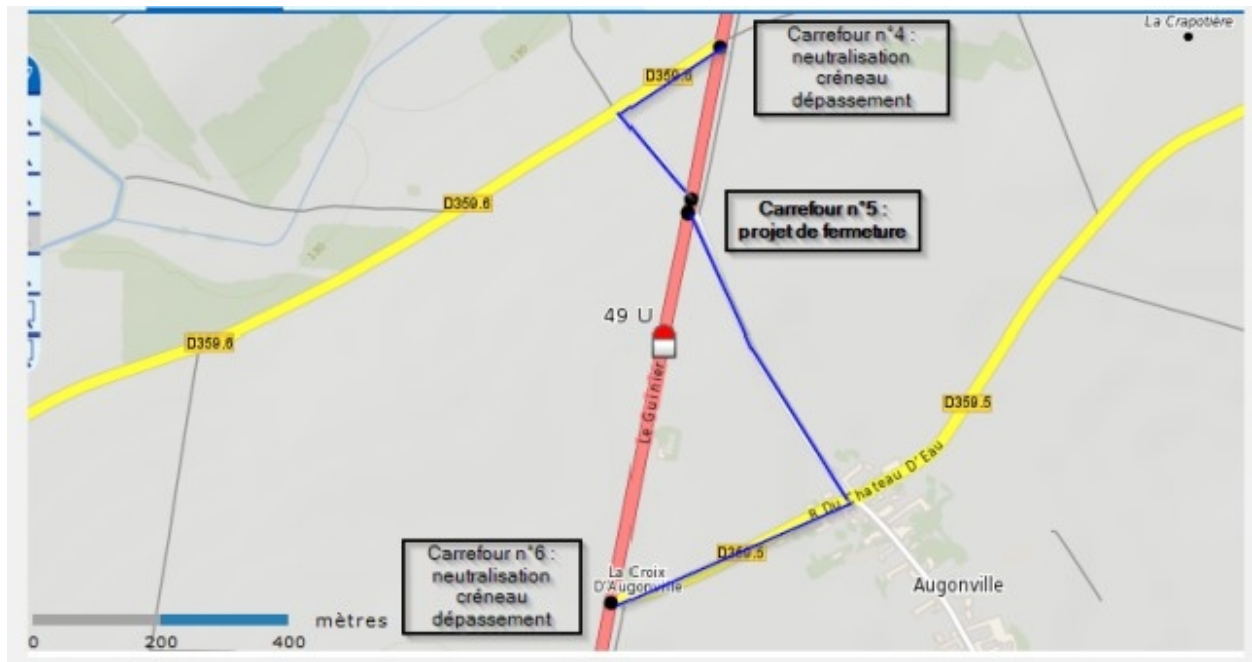 La Crapotière
Carrefour n°4 :
neutralisation
créneau
dépassement
D359.6
130
D359.6
Carrefour n°5 :
projet de fermeture
130
49 U
D359.6
Le Guinier
D359.5
R Du Chateau D'Eau
D359.5
Carrefour n°6 :
neutralisation
créneau
dépassement
La Croix
D'Augonville
Augonville
mètres
0 200 400